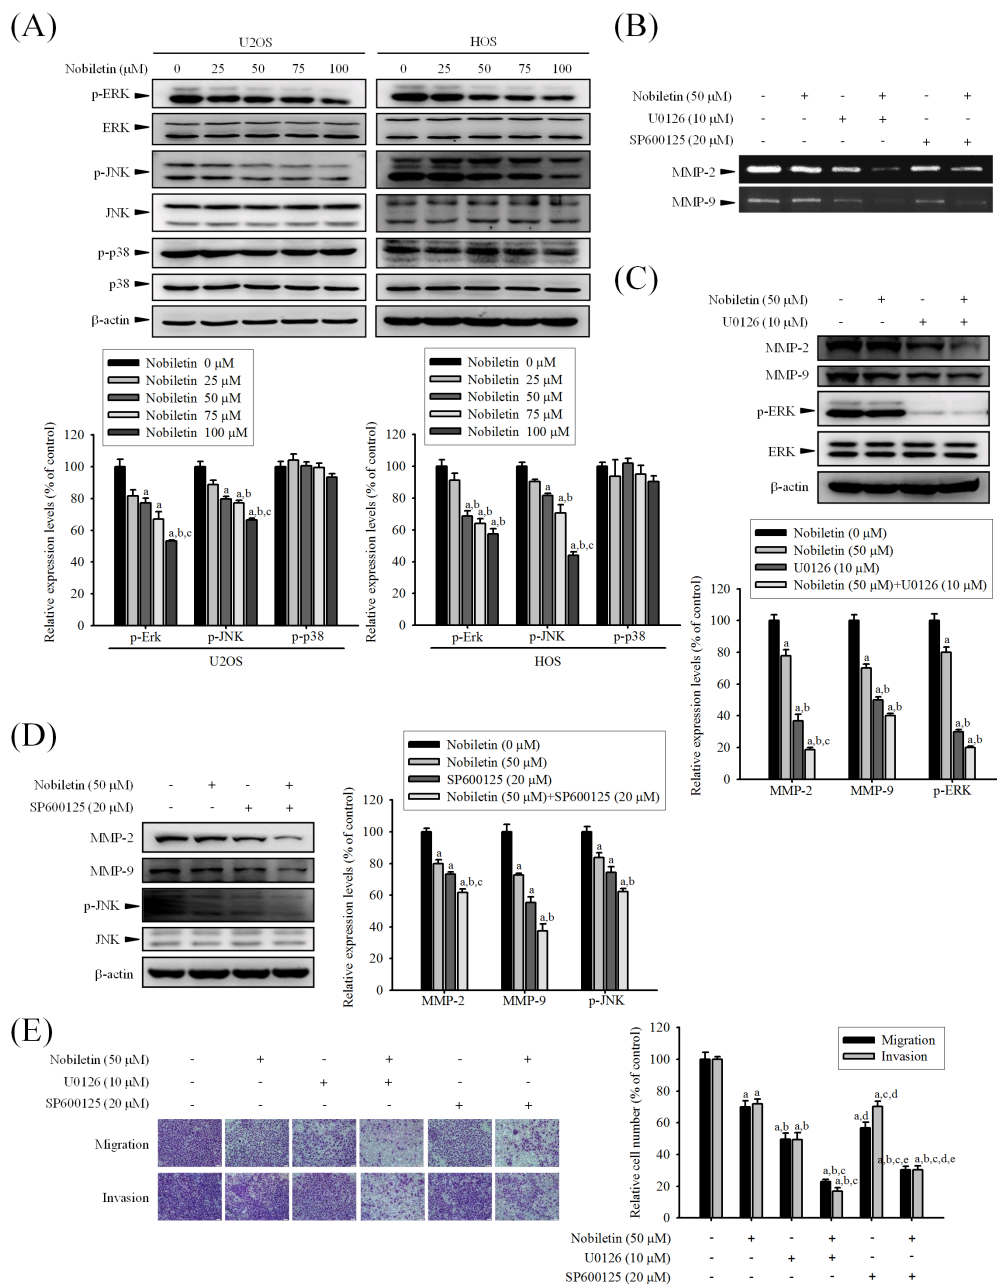 (A)
U2OS
HOS
Nobiletin (μM) 0 25 50 75 100 0 25 50 75 100
p-ERK
ERK
p-JNK
JNK
p-p38
p38
β-actin
Nobiletin 0 μM
Nobiletin 25 μM
Nobiletin 50 μM
Nobiletin 75 μM
Nobiletin 100 μM
Relative expression levels (% of control)
120
100
80
60
40
20
0
a a a,b,c
a a,b a,b,c
p-Erk p-JNK p-p38
U2OS
Nobiletin 0 μM
Nobiletin 25 μM
Nobiletin 50 μM
Nobiletin 75 μM
Nobiletin 100 μM
Relative expression levels (% of control)
120
100
80
60
40
20
0
a,b a,b a,b
a a,b a,b,c
p-Erk p-JNK p-p38
HOS
(B)
Nobiletin (50 μM) - + - + - +
U0126 (10 μM) - - + + - -
SP600125 (20 μM) - - - - + +
MMP-2
MMP-9
(C)
Nobiletin (50 μM) - + - +
U0126 (10 μM) - - + +
MMP-2
MMP-9
p-ERK
ERK
β-actin
Nobiletin (0 μM)
Nobiletin (50 μM)
U0126 (10 μM)
Nobiletin (50 μM)+U0126 (10 μM)
Relative expression levels (% of control)
120
100
80
60
40
20
0
a a,b a,b,c
a a,b a,b
a a,b a,b
MMP-2 MMP-9 p-ERK
(D)
Nobiletin (50 μM) - + - +
SP600125 (20 μM) - - + +
MMP-2
MMP-9
p-JNK
JNK
β-actin
Nobiletin (0 μM)
Nobiletin (50 μM)
SP600125 (20 μM)
Nobiletin (50 μM)+SP600125 (20 μM)
Relative expression levels (% of control)
120
100
80
60
40
20
0
a a a,b,c
a a a,b
a a a,b
MMP-2 MMP-9 p-JNK
(E)
Nobiletin (50 μM) - + - + - +
U0126 (10 μM) - - + + - -
SP600125 (20 μM) - - - - + +
Migration
Invasion
Migration
Invasion
Relative cell number (% of control)
120
100
80
60
40
20
0
a a a,b a,b a,b,c a,b,c a,d a,c,d a,b,c,e a,b,c,d,e
Nobiletin (50 μM) - + - + - +
U0126 (10 μM) - - + + - -
SP600125 (20 μM) - - - - + +